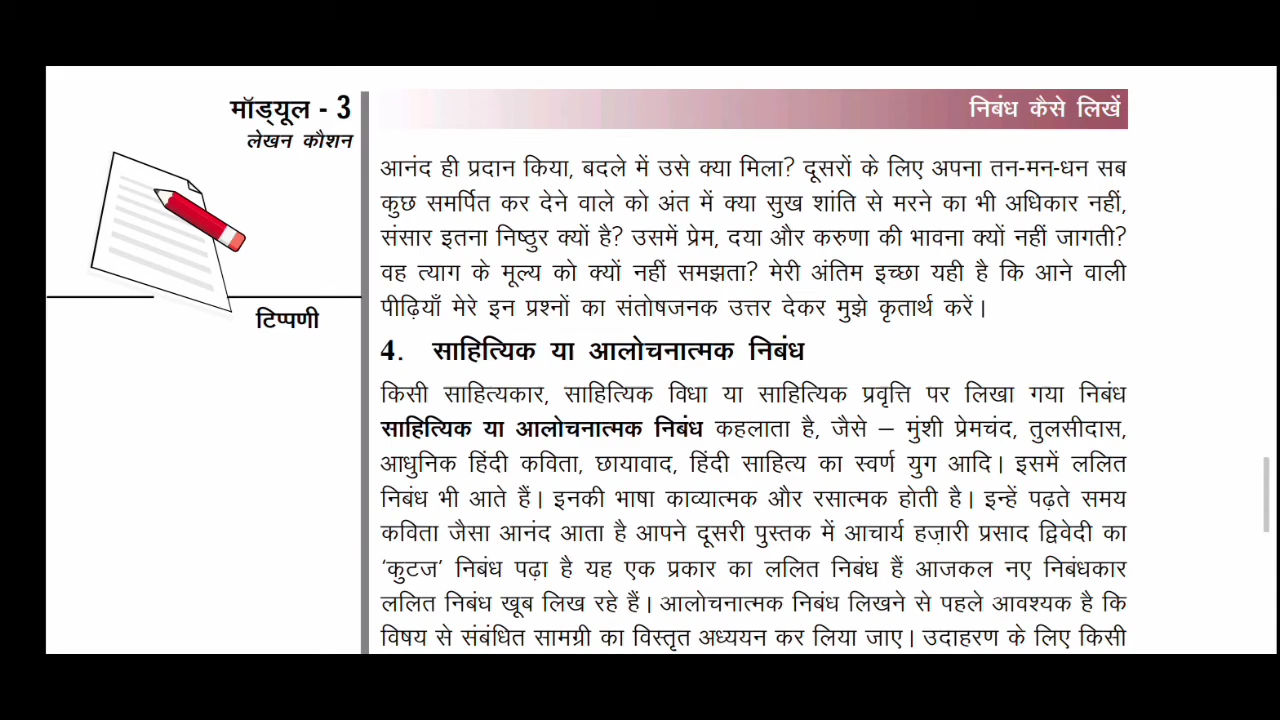 मॉड्यूल - 3
लेखन कौशन
टिप्पणी
निबंध कैसे लिखें
आनंद ही प्रदान किया, बदले में उसे क्या मिला? दूसरों के लिए अपना तन-मन-धन सब
कुछ समर्पित कर देने वाले को अंत में क्या सुख शांति से मरने का भी अधिकार नहीं,
संसार इतना निष्ठुर क्यों है? उसमें प्रेम, दया और करुणा की भावना क्यों नहीं जागती?
वह त्याग के मूल्य को क्यों नहीं समझता? मेरी अंतिम इच्छा यही है कि आने वाली
पीढ़ियाँ मेरे इन प्रश्नों का संतोषजनक उत्तर देकर मुझे कृतार्थ करें।
4. साहित्यिक या आलोचनात्मक निबंध
किसी साहित्यकार, साहित्यिक विधा या साहित्यिक प्रवृत्ति पर लिखा गया निबंध
साहित्यिक या आलोचनात्मक निबंध कहलाता है, जैसे – मुंशी प्रेमचंद, तुलसीदास,
आधुनिक हिंदी कविता, छायावाद, हिंदी साहित्य का स्वर्ण युग आदि। इसमें ललित
निबंध भी आते हैं। इनकी भाषा काव्यात्मक और रसात्मक होती है। इन्हें पढ़ते समय
कविता जैसा आनंद आता है आपने दूसरी पुस्तक में आचार्य हज़ारी प्रसाद द्विवेदी का
‘कुटज’ निबंध पढ़ा है यह एक प्रकार का ललित निबंध हैं आजकल नए निबंधकार
ललित निबंध खूब लिख रहे हैं। आलोचनात्मक निबंध लिखने से पहले आवश्यक है कि
विषय से संबंधित सामग्री का विस्तृत अध्ययन कर लिया जाए। उदाहरण के लिए किसी